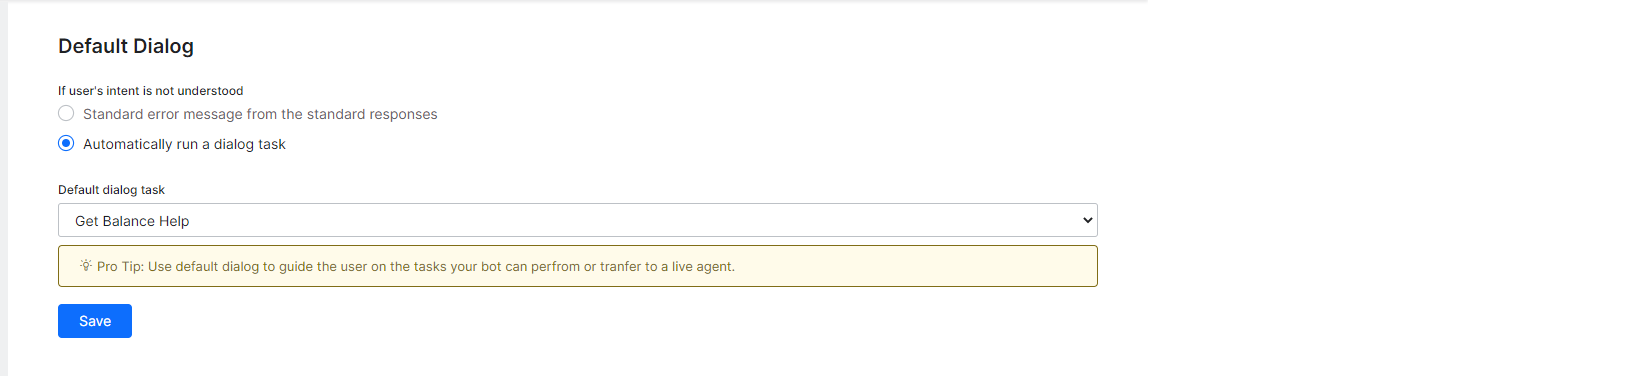 Default Dialog
If user's intent is not understood
Standard error message from the standard responses
Automatically run a dialog task
Default dialog task
Get Balance Help
Pro Tip: Use default dialog to guide the user on the tasks your bot can perfrom or tranfer to a live agent.
Save